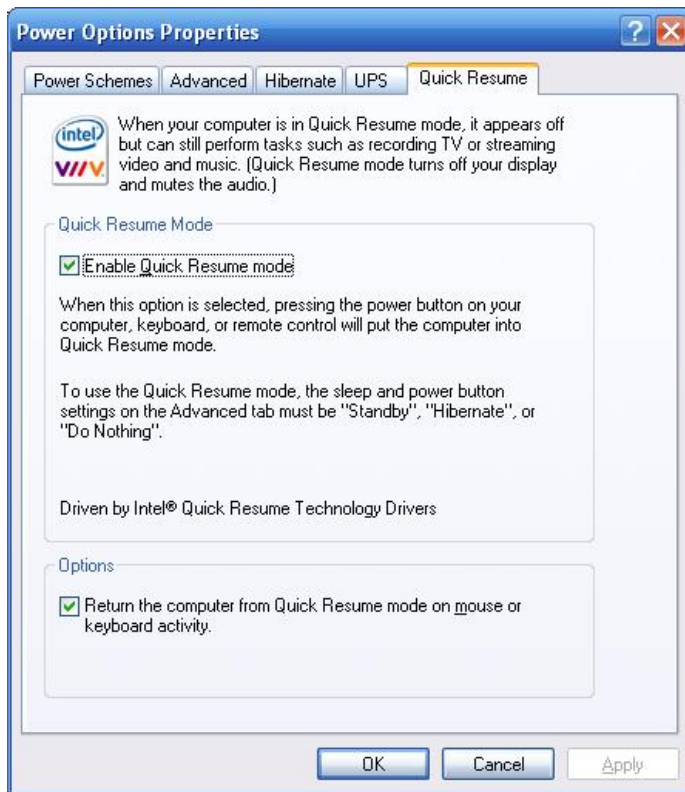 Power Options Properties
Power Schemes Advanced Hibernate UPS Quick Resume
intel
VIIV
When your computer is in Quick Resume mode, it appears off
but can still perform tasks such as recording TV or streaming
video and music. (Quick Resume mode turns off your display
and mutes the audio.)
Quick Resume Mode
Enable Quick Resume mode
When this option is selected, pressing the power button on your
computer, keyboard, or remote control will put the computer into
Quick Resume mode.
To use the Quick Resume mode, the sleep and power button
settings on the Advanced tab must be "Standby", "Hibernate", or
"Do Nothing".
Driven by Intel® Quick Resume Technology Drivers
Options
Return the computer from Quick Resume mode on mouse or
keyboard activity.
OK Cancel Apply